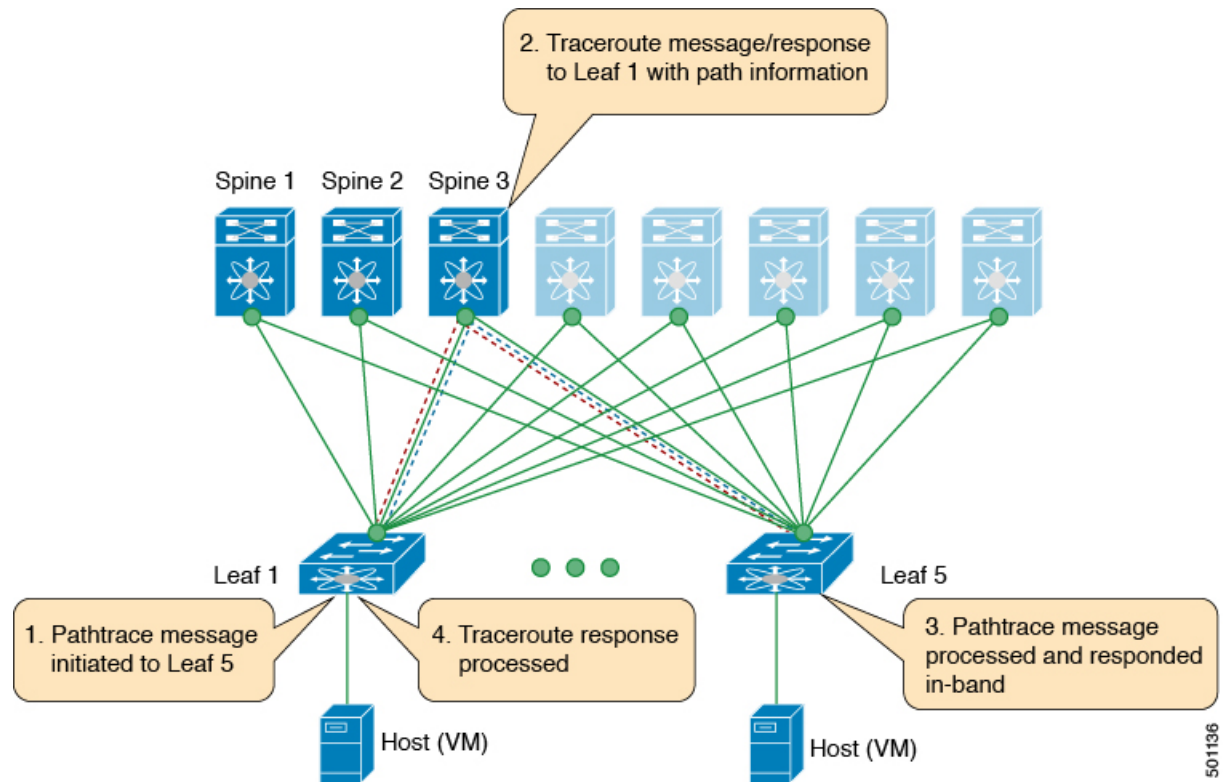 2. Traceroute message/response
to Leaf 1 with path information
Spine 1
Spine 2
Spine 3
Leaf 1
Leaf 5
1. Pathtrace message
initiated to Leaf 5
4. Traceroute response
processed
3. Pathtrace message
processed and responded
in-band
Host (VM)
Host (VM)
501136